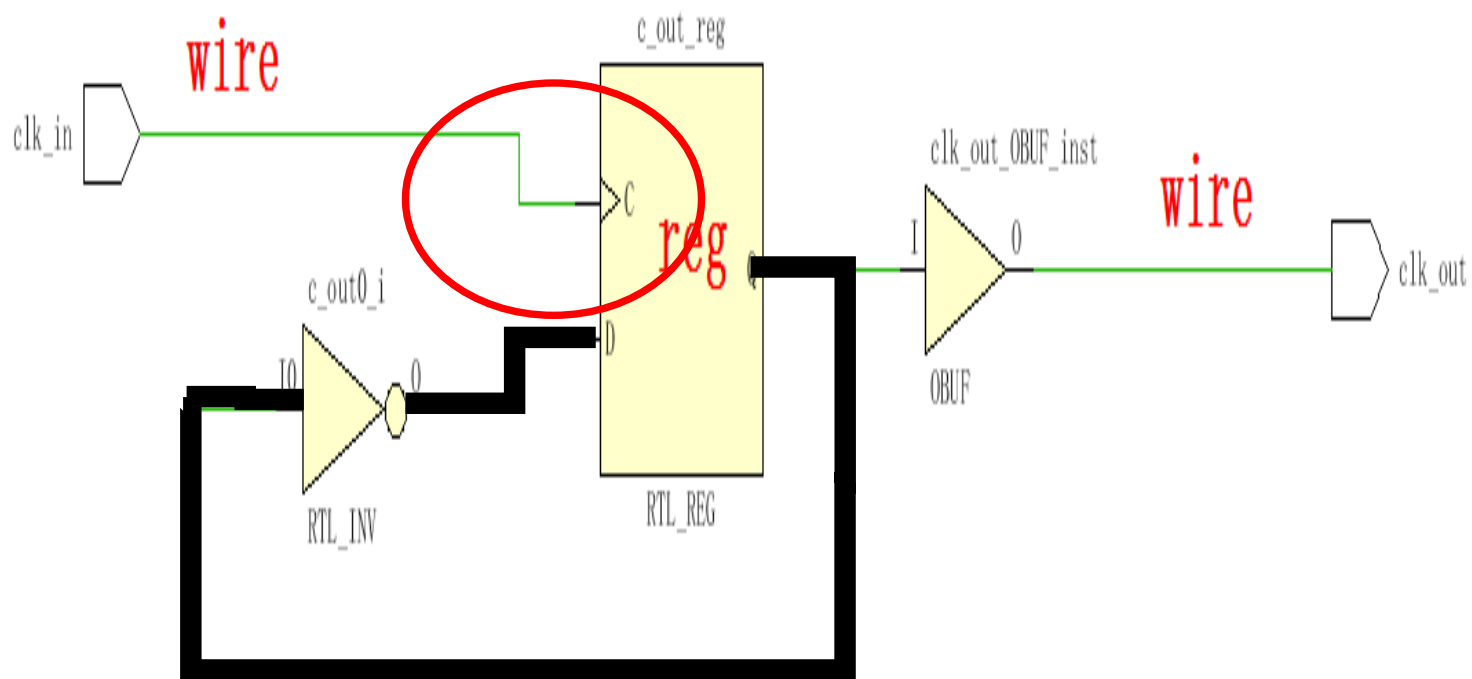 c_out_reg
wire
clk_in
clk_out_OBUF_inst
C
wire
reg
I
O
Q
clk_out
c_out0_i
D
I0
O
OBUF
RTL_INV
RTL_REG